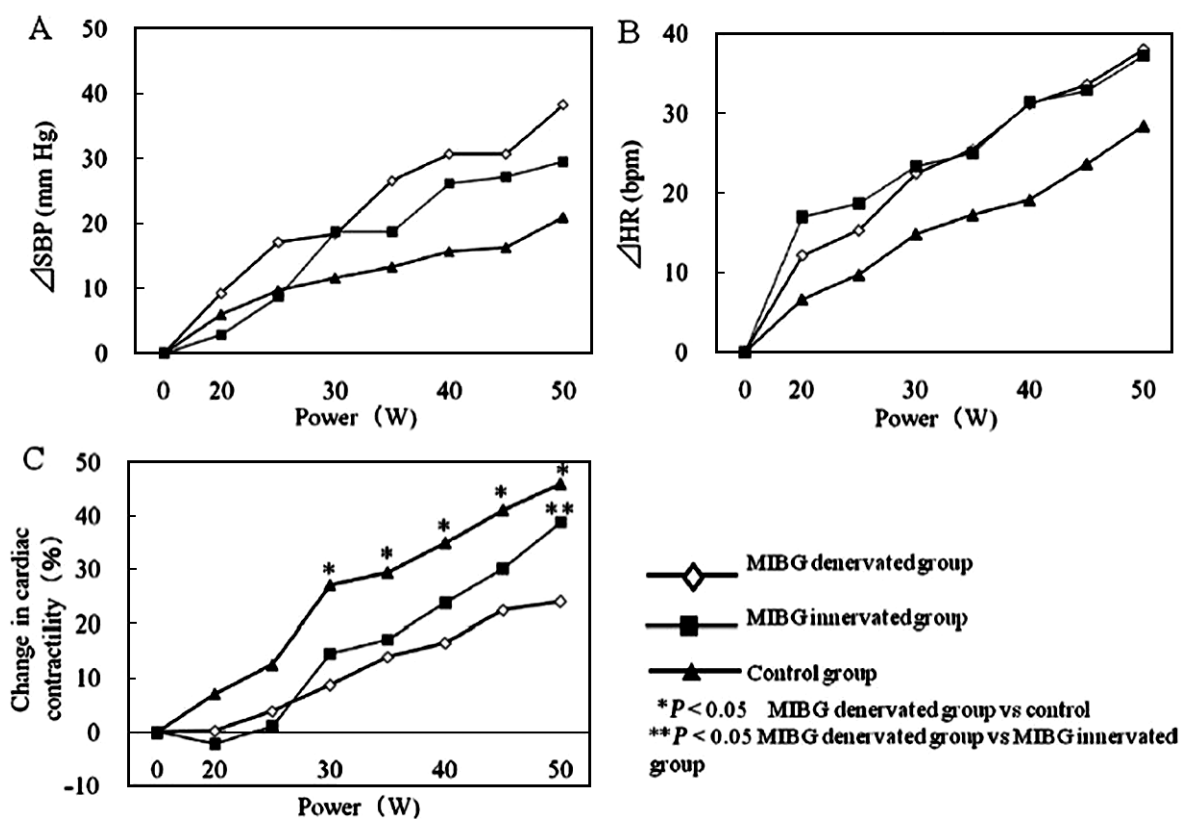 A
50
40
30
20
10
0
⊿SBP (mm Hg)
0 20 30 40 50
Power (W)
B
40
30
20
10
0
⊿HR (bpm)
0 20 30 40 50
Power (W)
C
50
40
30
20
10
0
-10
Change in cardiac
contractility (%)
* * * * *
**
0 20 30 40 50
Power (W)
MIBG denervated group
MIBG innervated group
Control group
*P < 0.05 MIBG denervated group vs control
**P < 0.05 MIBG denervated group vs MIBG innervated
group